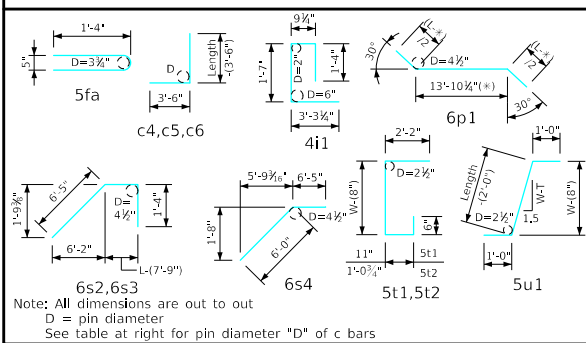 1'-4"
5"
D=3¾"
5fa
D
Length
-(3'-6")
3'-6"
c4,c5,c6
9¼"
1'-7"
D=2"
1'-4"
D=6"
3'-3¼"
4i1
30°
(L-*)
/2
D=4½"
13'-10¼"(*)
(L-*)
/2
30°
6p1
1'-9⅜"
6'-5"
D=
4½"
1'-4"
6'-2"
L-(7'-9")
6s2,6s3
5'-9³⁄₁₆"
6'-5"
1'-8"
D=4½"
6'-0"
6s4
2'-2"
W-(8")
D=2½"
6"
11"
5t1
1'-0¾"
5t2
5t1,5t2
1'-0"
Length
-(2'-0")
W-T
1.5
D=2½"
W-(8")
1'-0"
5u1
Note: All dimensions are out to out
D = pin diameter
See table at right for pin diameter "D" of c bars